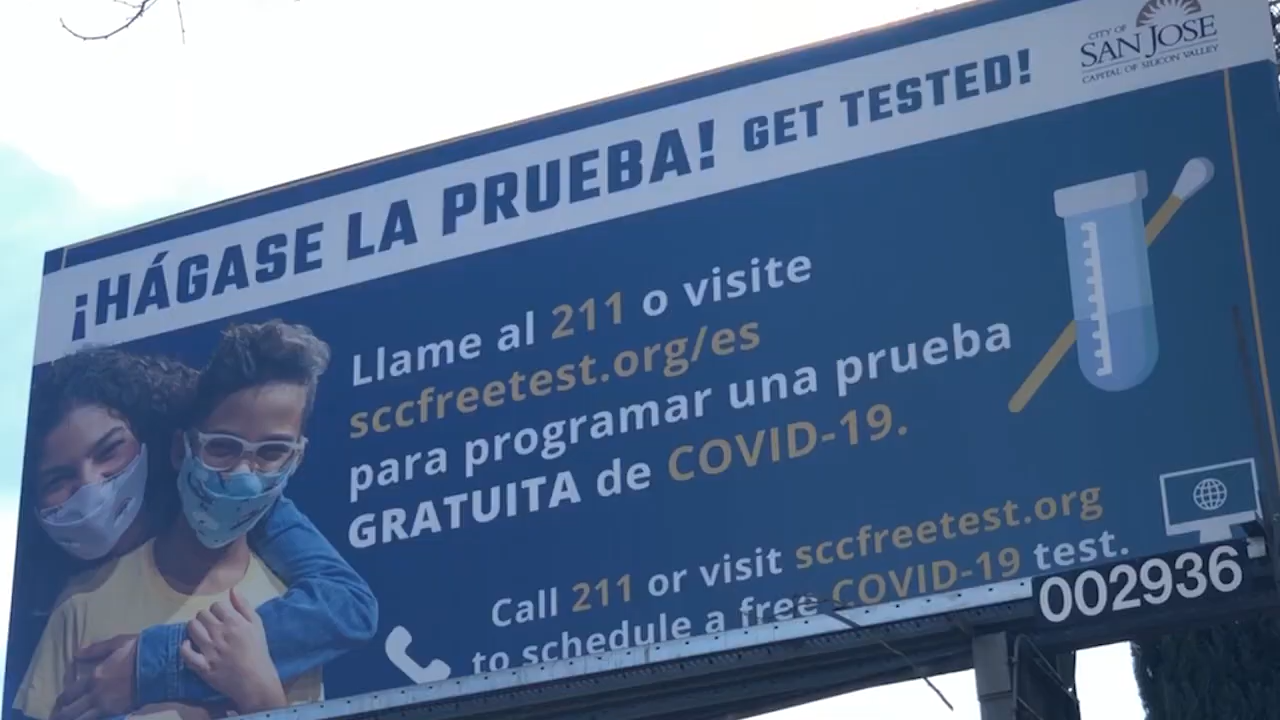 CITY OF
SAN JOSE
CAPITAL OF SILICON VALLEY
¡HÁGASE LA PRUEBA! GET TESTED!
Llame al 211 o visite
sccfreetest.org/es
para programar una prueba
GRATUITA de COVID-19.
Call 211 or visit sccfreetest.org
to schedule a free COVID-19 test.
002936